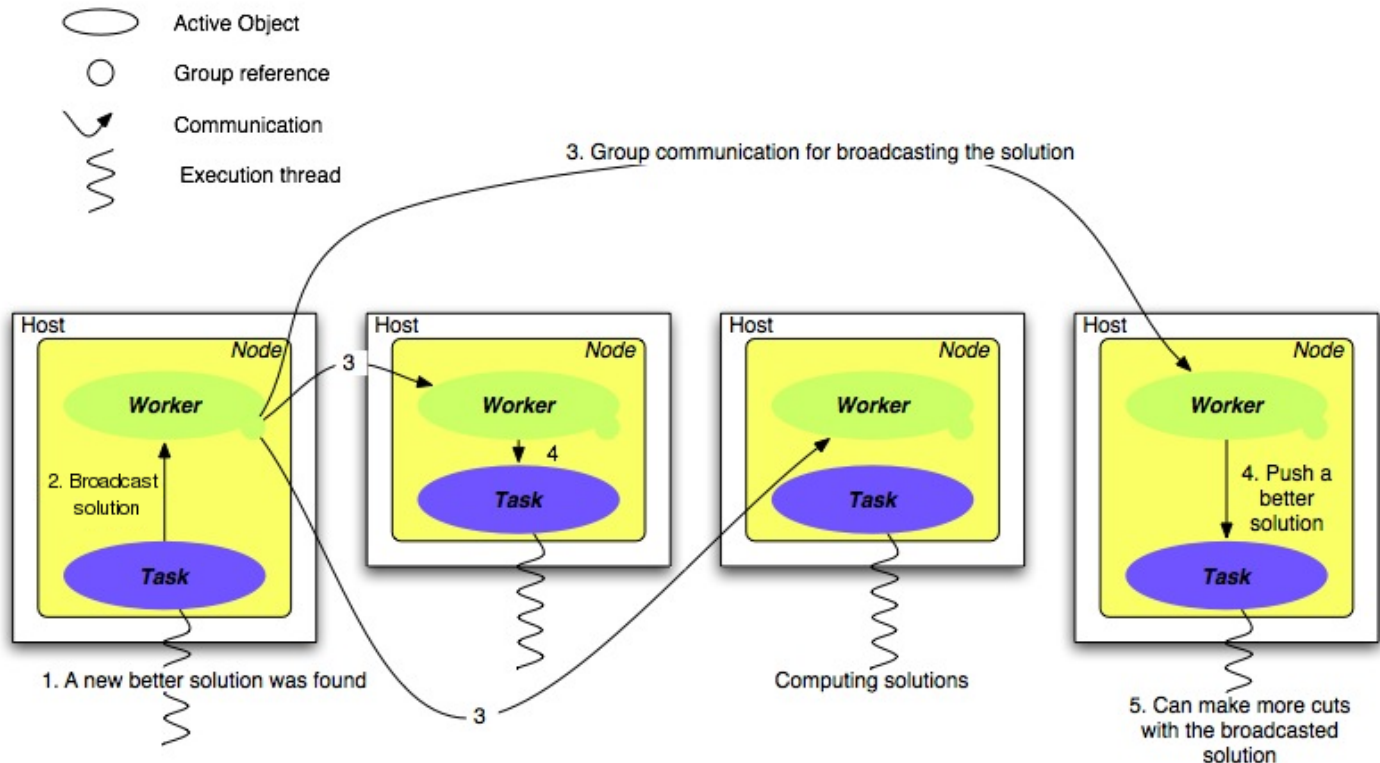 Active Object
Group reference
Communication
Execution thread
3. Group communication for broadcasting the solution
Host
Node
Worker
2. Broadcast
solution
Task
1. A new better solution was found
3
3
Host
Node
Worker
4
Task
Host
Node
Worker
Task
Computing solutions
Host
Node
Worker
4. Push a
better
solution
Task
5. Can make more cuts
with the broadcasted
solution